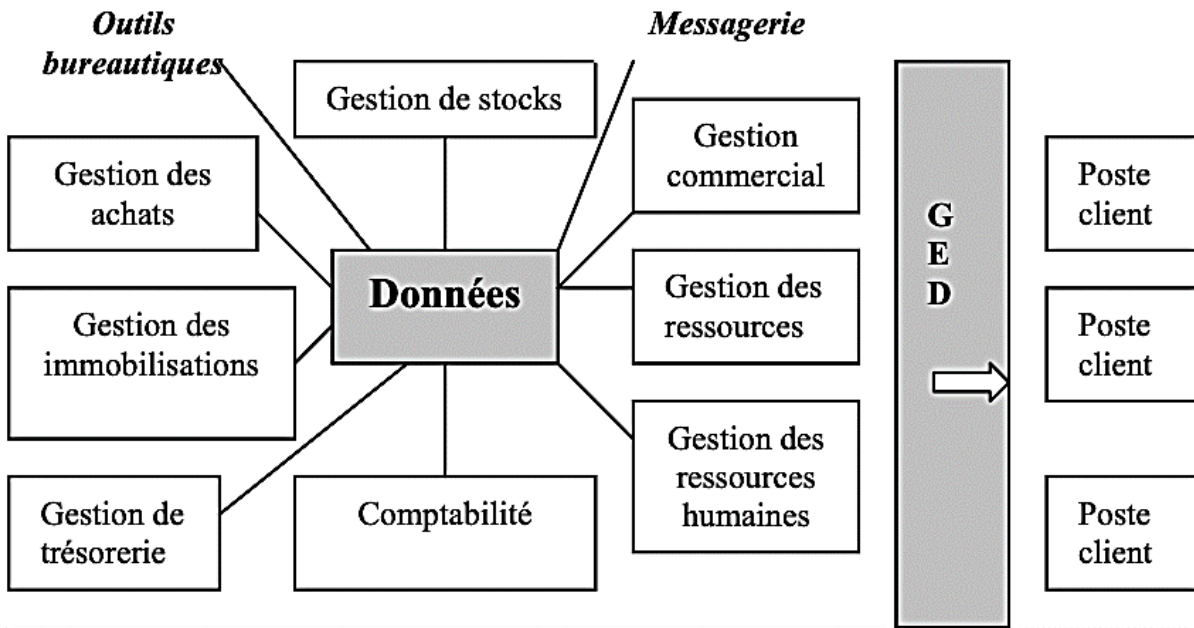 Outils
bureautiques
Messagerie
Gestion de stocks
Gestion
commercial
Gestion des
achats
Données
Gestion des
ressources
Gestion des
immobilisations
Gestion des
ressources
humaines
Gestion de
trésorerie
Comptabilité
G
E
D
Poste
client
Poste
client
Poste
client